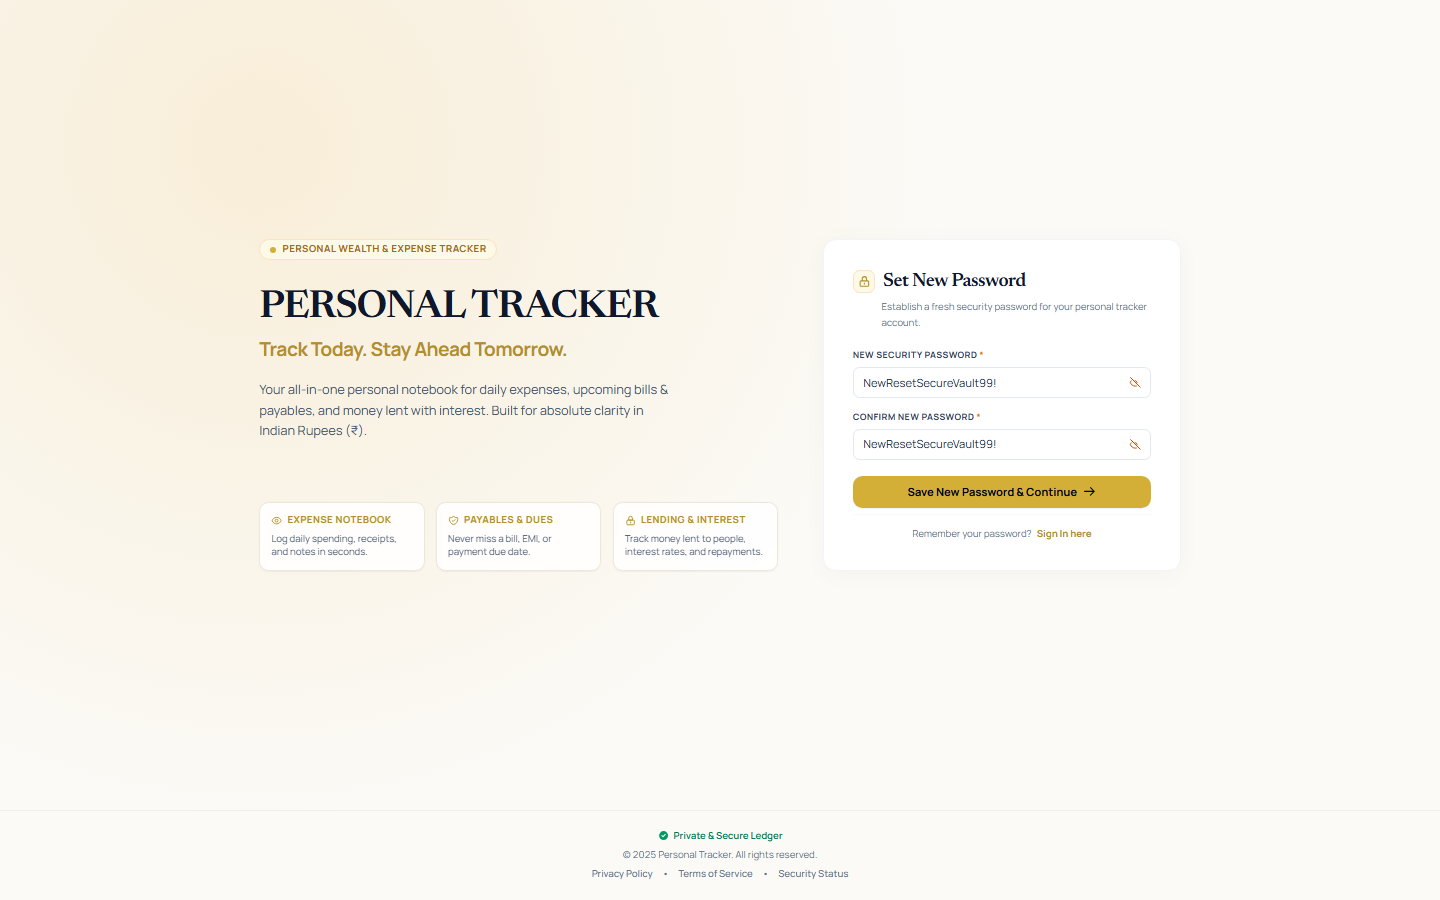 PERSONAL WEALTH & EXPENSE TRACKER
PERSONAL TRACKER
Track Today. Stay Ahead Tomorrow.
Your all-in-one personal notebook for daily expenses, upcoming bills &
payables, and money lent with interest. Built for absolute clarity in
Indian Rupees (₹).
EXPENSE NOTEBOOK
Log daily spending, receipts,
and notes in seconds.
PAYABLES & DUES
Never miss a bill, EMI, or
payment due date.
LENDING & INTEREST
Track money lent to people,
interest rates, and repayments.
Set New Password
Establish a fresh security password for your personal tracker
account.
NEW SECURITY PASSWORD *
NewResetSecureVault99!
CONFIRM NEW PASSWORD *
NewResetSecureVault99!
Save New Password & Continue →
Remember your password? Sign In here
Private & Secure Ledger
© 2025 Personal Tracker. All rights reserved.
Privacy Policy • Terms of Service • Security Status